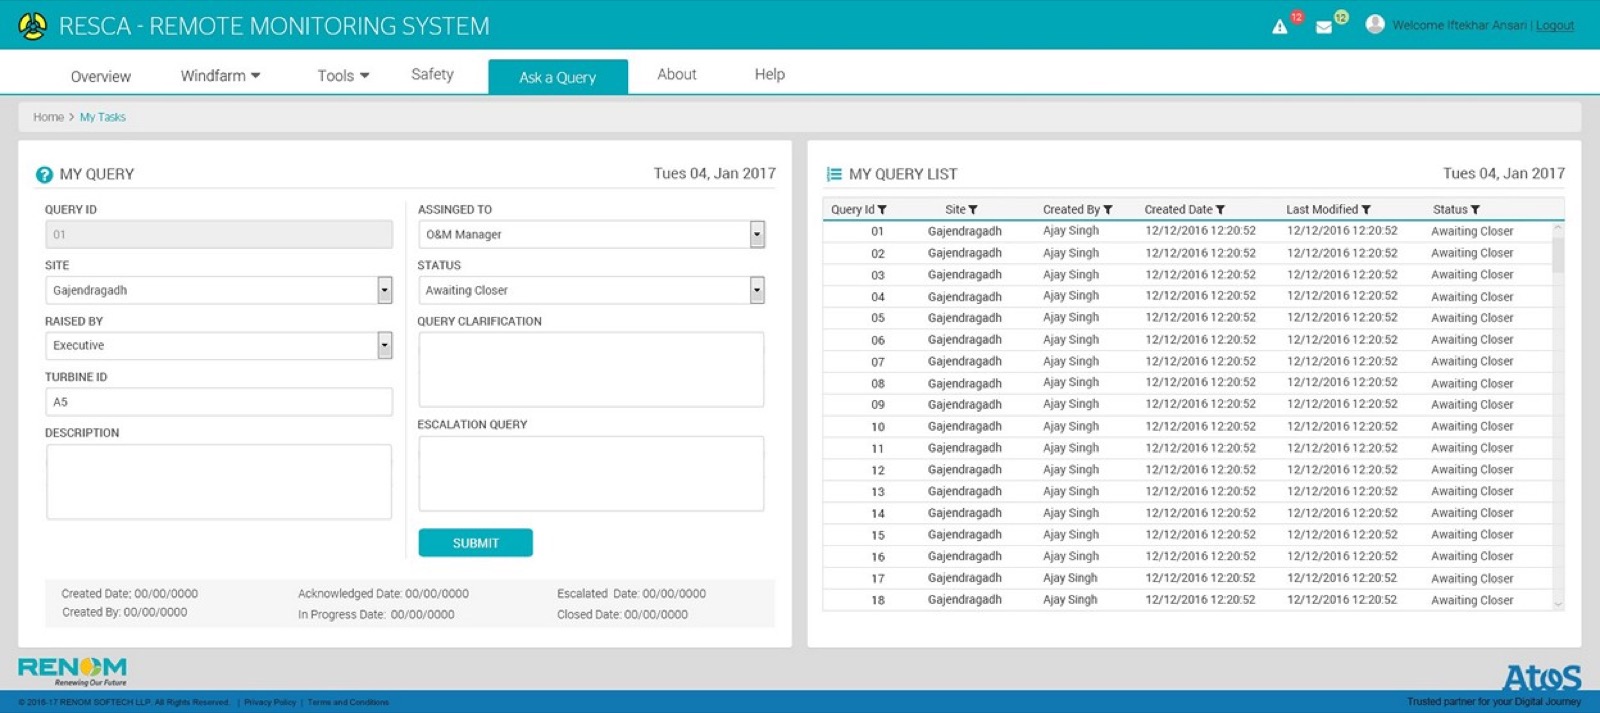 RESCA - REMOTE MONITORING SYSTEM
12
12
Welcome Iftekhar Ansari | Logout
Overview Windfarm Tools Safety Ask a Query About Help
Home > My Tasks
MY QUERY Tues 04, Jan 2017
QUERY ID
01
SITE
Gajendragadh
RAISED BY
Executive
TURBINE ID
A5
DESCRIPTION
ASSINGED TO
O&M Manager
STATUS
Awaiting Closer
QUERY CLARIFICATION
ESCALATION QUERY
SUBMIT
Created Date; 00/00/0000 Acknowledged Date: 00/00/0000 Escalated Date: 00/00/0000
Created By: 00/00/0000 In Progress Date: 00/00/0000 Closed Date: 00/00/0000
MY QUERY LIST Tues 04, Jan 2017
Query Id Site Created By Created Date Last Modified Status
01 Gajendragadh Ajay Singh 12/12/2016 12:20:52 12/12/2016 12:20:52 Awaiting Closer
02 Gajendragadh Ajay Singh 12/12/2016 12:20:52 12/12/2016 12:20:52 Awaiting Closer
03 Gajendragadh Ajay Singh 12/12/2016 12:20:52 12/12/2016 12:20:52 Awaiting Closer
04 Gajendragadh Ajay Singh 12/12/2016 12:20:52 12/12/2016 12:20:52 Awaiting Closer
05 Gajendragadh Ajay Singh 12/12/2016 12:20:52 12/12/2016 12:20:52 Awaiting Closer
06 Gajendragadh Ajay Singh 12/12/2016 12:20:52 12/12/2016 12:20:52 Awaiting Closer
07 Gajendragadh Ajay Singh 12/12/2016 12:20:52 12/12/2016 12:20:52 Awaiting Closer
08 Gajendragadh Ajay Singh 12/12/2016 12:20:52 12/12/2016 12:20:52 Awaiting Closer
09 Gajendragadh Ajay Singh 12/12/2016 12:20:52 12/12/2016 12:20:52 Awaiting Closer
10 Gajendragadh Ajay Singh 12/12/2016 12:20:52 12/12/2016 12:20:52 Awaiting Closer
11 Gajendragadh Ajay Singh 12/12/2016 12:20:52 12/12/2016 12:20:52 Awaiting Closer
12 Gajendragadh Ajay Singh 12/12/2016 12:20:52 12/12/2016 12:20:52 Awaiting Closer
13 Gajendragadh Ajay Singh 12/12/2016 12:20:52 12/12/2016 12:20:52 Awaiting Closer
14 Gajendragadh Ajay Singh 12/12/2016 12:20:52 12/12/2016 12:20:52 Awaiting Closer
15 Gajendragadh Ajay Singh 12/12/2016 12:20:52 12/12/2016 12:20:52 Awaiting Closer
16 Gajendragadh Ajay Singh 12/12/2016 12:20:52 12/12/2016 12:20:52 Awaiting Closer
17 Gajendragadh Ajay Singh 12/12/2016 12:20:52 12/12/2016 12:20:52 Awaiting Closer
18 Gajendragadh Ajay Singh 12/12/2016 12:20:52 12/12/2016 12:20:52 Awaiting Closer
RENOM
Renewing Our Future
AtoS
© 2016-17 RENOM SOFTECH LLP. All Rights Reserved. | Privacy Policy | Terms and Conditions
Trusted partner for your Digital Journey